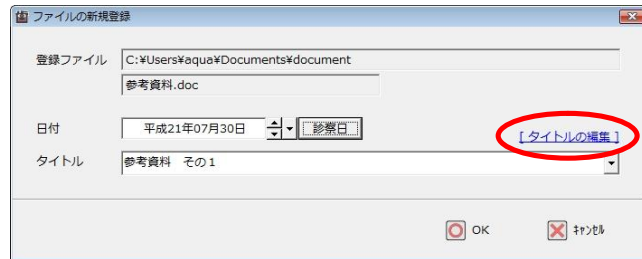 ファイルの新規登録
登録ファイル C:¥Users¥aqua¥Documents¥document
参考資料.doc
日付 平成21年07月30日 診察日
[ タイトルの編集 ]
タイトル 参考資料 その１
OK ｷｬﾝｾﾙ